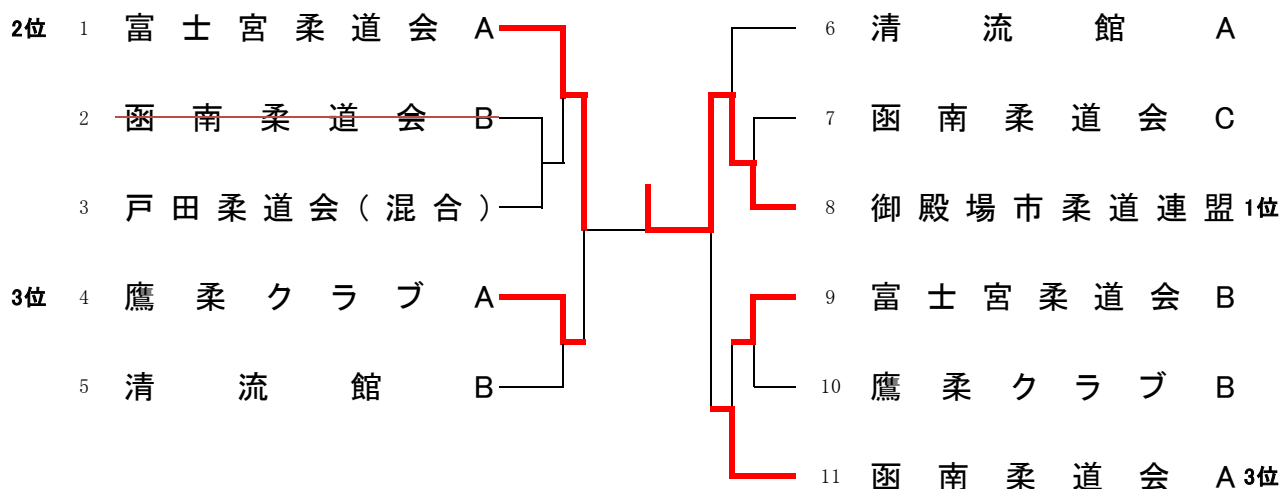 2位 1 富士宮柔道会 A
2 函南柔道会 B
3 戸田柔道会(混合)
3位 4 鷹柔クラブ A
5 清流館 B
6 清流館 A
7 函南柔道会 C
8 御殿場市柔道連盟 1位
9 富士宮柔道会 B
10 鷹柔クラブ B
11 函南柔道会 A 3位